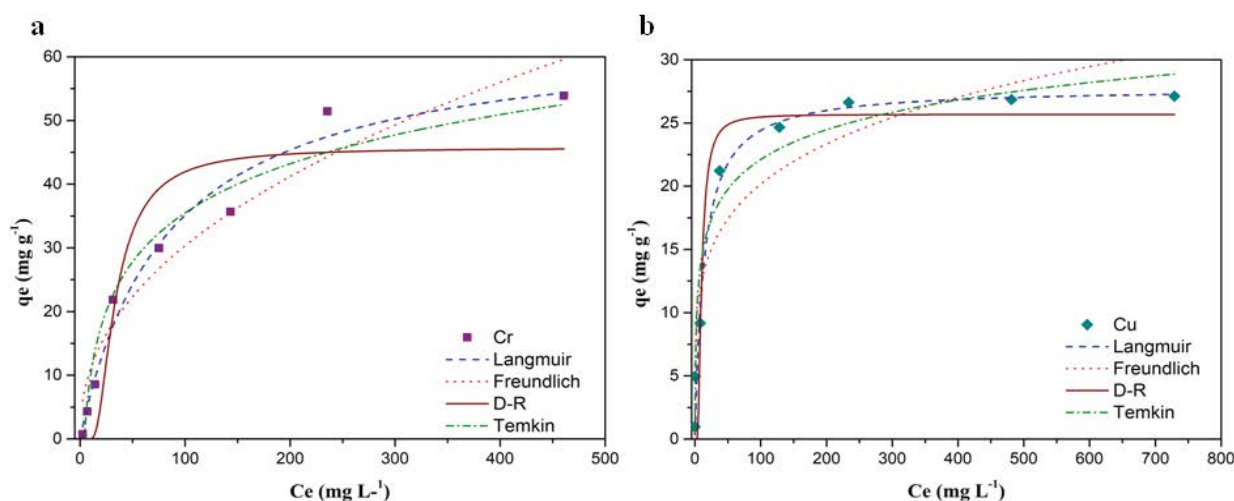 a
60
50
40
30
20
10
0
qe (mg g-1)
Cr
Langmuir
Freundlich
D-R
Temkin
0 100 200 300 400 500
Ce (mg L-1)
b
30
25
20
15
10
5
0
qe (mg g-1)
Cu
Langmuir
Freundlich
D-R
Temkin
0 100 200 300 400 500 600 700 800
Ce (mg L-1)